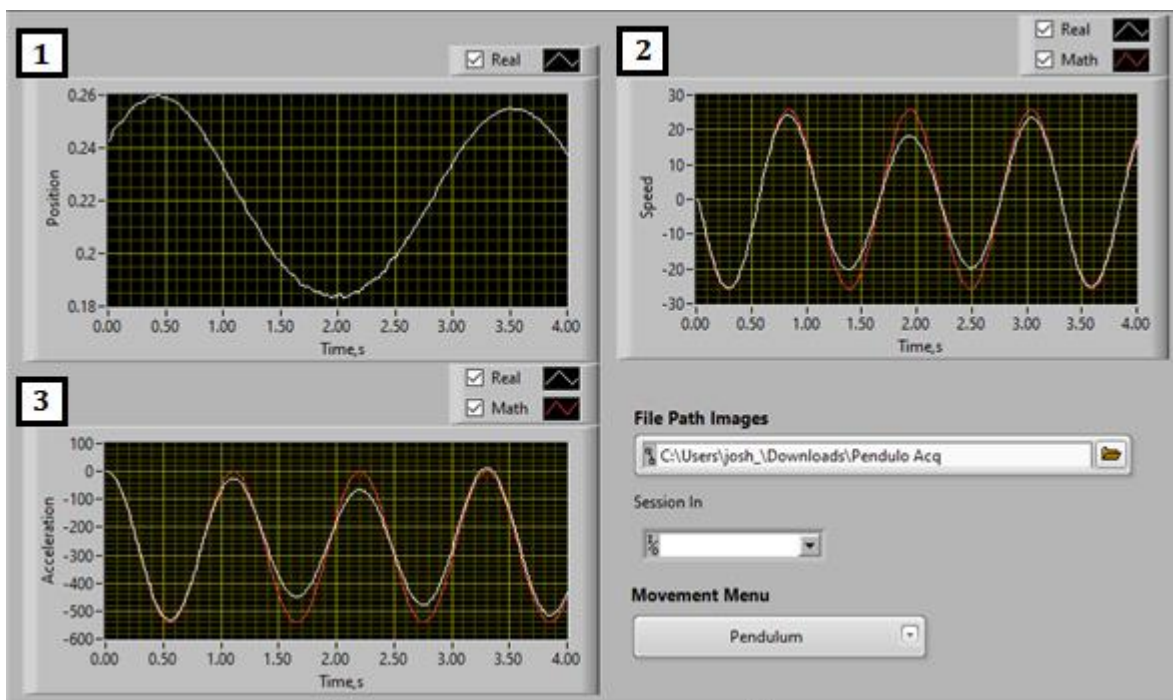 1
Real
0.26
0.24
0.22
0.2
0.18
Position
0.00 0.50 1.00 1.50 2.00 2.50 3.00 3.50 4.00
Time,s
2
Real
Math
30
20
10
0
-10
-20
-30
Speed
0.00 0.50 1.00 1.50 2.00 2.50 3.00 3.50 4.00
Time,s
3
Real
Math
100
0
-100
-200
-300
-400
-500
-600
Acceleration
0.00 0.50 1.00 1.50 2.00 2.50 3.00 3.50 4.00
Time,s
File Path Images
C:\Users\josh_\Downloads\Pendulo Acq
Session In
Movement Menu
Pendulum